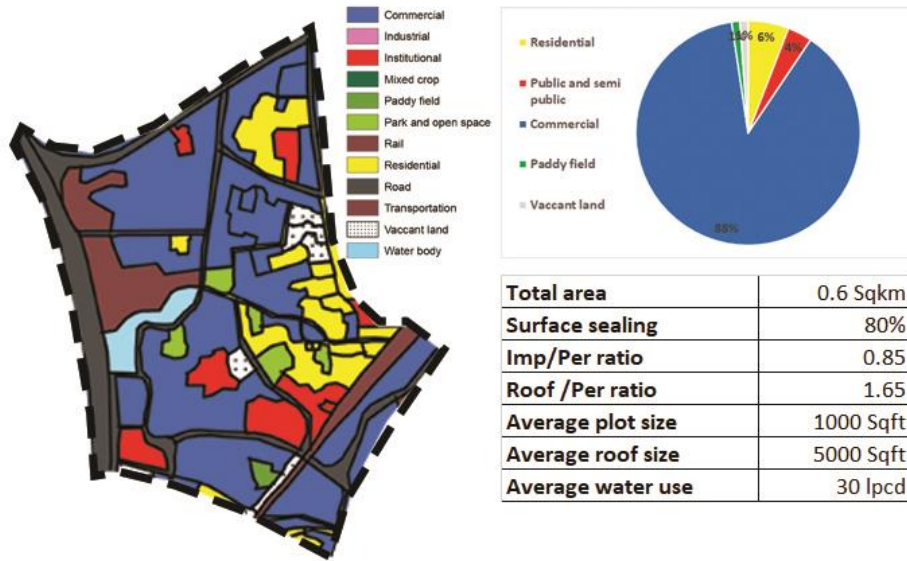 Commercial
Industrial
Institutional
Mixed crop
Paddy field
Park and open space
Rail
Residential
Road
Transportation
Vaccant land
Water body
Residential
Public and semi
public
Commercial
Paddy field
Vaccant land
6%
4%
88%
Total area 0.6 Sqkm
Surface sealing 80%
Imp/Per ratio 0.85
Roof /Per ratio 1.65
Average plot size 1000 Sqft
Average roof size 5000 Sqft
Average water use 30 lpcd